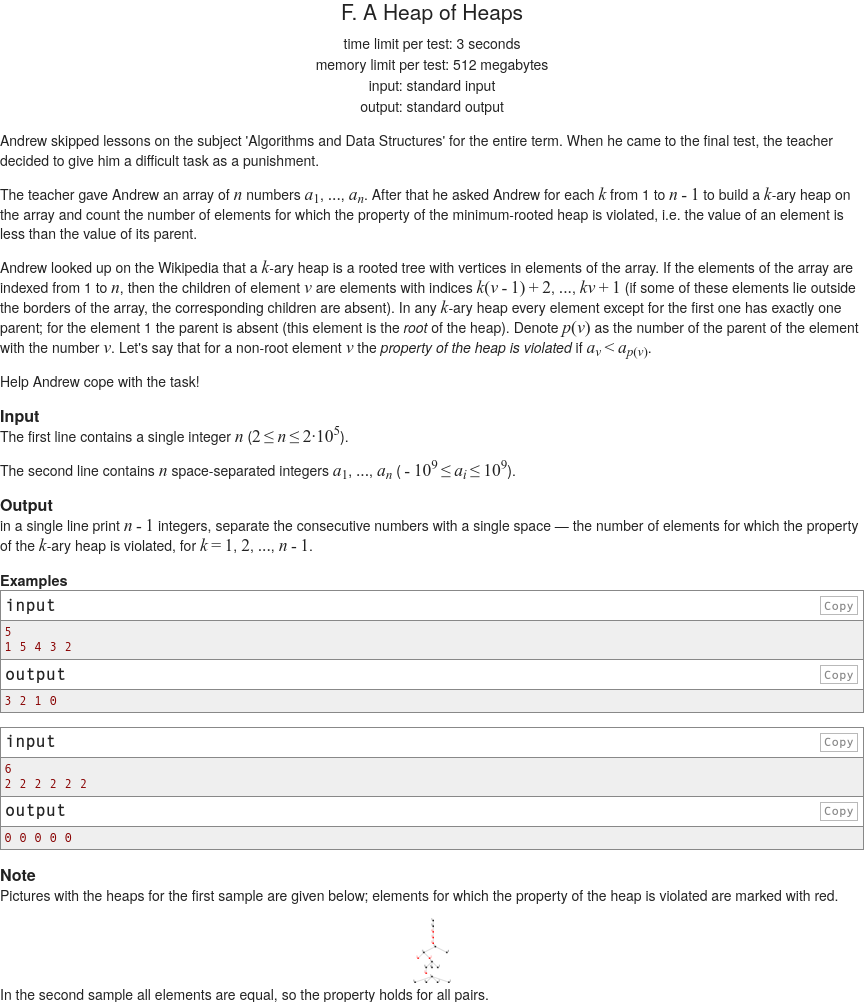 F. A Heap of Heaps
time limit per test: 3 seconds
memory limit per test: 512 megabytes
input: standard input
output: standard output
Andrew skipped lessons on the subject 'Algorithms and Data Structures' for the entire term. When he came to the final test, the teacher
decided to give him a difficult task as a punishment.
The teacher gave Andrew an array of n numbers a1, ..., an. After that he asked Andrew for each k from 1 to n - 1 to build a k-ary heap on
the array and count the number of elements for which the property of the minimum-rooted heap is violated, i.e. the value of an element is
less than the value of its parent.
Andrew looked up on the Wikipedia that a k-ary heap is a rooted tree with vertices in elements of the array. If the elements of the array are
indexed from 1 to n, then the children of element v are elements with indices k(v - 1) + 2, ..., kv + 1 (if some of these elements lie outside
the borders of the array, the corresponding children are absent). In any k-ary heap every element except for the first one has exactly one
parent; for the element 1 the parent is absent (this element is the root of the heap). Denote p(v) as the number of the parent of the element
with the number v. Let's say that for a non-root element v the property of the heap is violated if av < ap(v).
Help Andrew cope with the task!
Input
The first line contains a single integer n (2 ≤ n ≤ 2·10^5).
The second line contains n space-separated integers a1, ..., an ( - 10^9 ≤ ai ≤ 10^9).
Output
in a single line print n - 1 integers, separate the consecutive numbers with a single space — the number of elements for which the property
of the k-ary heap is violated, for k = 1, 2, ..., n - 1.
Examples
input Copy
5
1 5 4 3 2
output Copy
3 2 1 0
input Copy
6
2 2 2 2 2 2
output Copy
0 0 0 0 0
Note
Pictures with the heaps for the first sample are given below; elements for which the property of the heap is violated are marked with red.
In the second sample all elements are equal, so the property holds for all pairs.